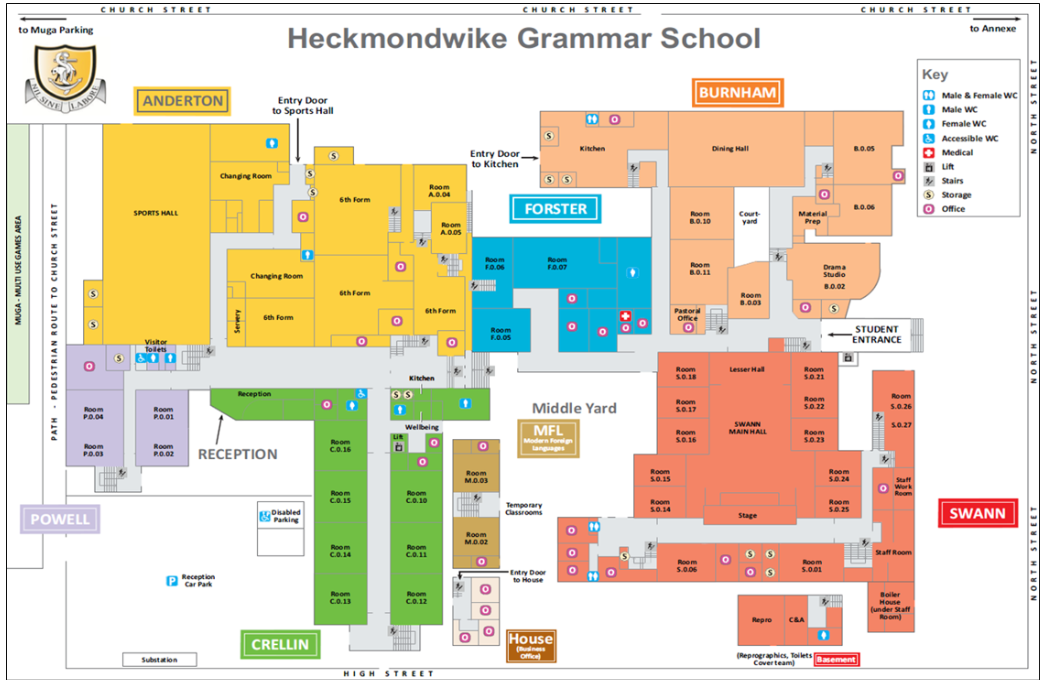 CHURCH STREET
CHURCH STREET
CHURCH STREET
to Muga Parking
to Annexe
Heckmondwike Grammar School
NIL SINE LABORE
ANDERTON
Entry Door
to Sports Hall
BURNHAM
Key
Male & Female WC
Male WC
Female WC
Accessible WC
Medical
Lift
Stairs
Storage
Office
NORTH STREET
NORTH STREET
NORTH STREET
MUGA - MULTI USE GAMES AREA
PATH - PEDESTRIAN ROUTE TO CHURCH STREET
SPORTS HALL
Changing Room
S
S
S
O
6th Form
Room
A.0.04
Room
A.0.05
O
Changing Room
Servery
6th Form
6th Form
6th Form
O
O
O
S
S
Entry Door
to Kitchen
S
O
Kitchen
S
S
Dining Hall
B.0.05
O
B.0.06
O
Material
Prep
Room
B.0.10
Court-
yard
Room
B.0.11
Room
B.0.03
Drama
Studio
B.0.02
O
S
Pastoral
Office
O
STUDENT
ENTRANCE
FORSTER
Room
F.0.06
Room
F.0.07
Room
F.0.05
O
O
O
O
O
Visitor
Toilets
O
S
Room
P.0.04
Room
P.0.03
Room
P.0.01
Room
P.0.02
POWELL
Reception
O
RECEPTION
Kitchen
S
S
Wellbeing
Lift
O
O
Room
C.0.16
Room
C.0.15
Room
C.0.14
Room
C.0.13
Room
C.0.10
Room
C.0.11
Room
C.0.12
CRELLIN
Disabled
Parking
P
Reception
Car Park
Substation
Middle Yard
MFL
Modern Foreign
Languages
O
Room
M.0.03
Room
M.0.02
O
Temporary
Classrooms
Entry Door
to House
O
O
O
O
House
(Business
Office)
Room
S.0.18
Room
S.0.17
Room
S.0.16
Room
S.0.15
Room
S.0.14
Lesser Hall
SWANN
MAIN HALL
Stage
Room
S.0.21
Room
S.0.22
Room
S.0.23
Room
S.0.24
Room
S.0.25
Room
S.0.26
S.0.27
O
Staff
Work
Room
Staff Room
SWANN
O
O
O
O
S
Room
S.0.06
O
O
S
S
S
Room
S.0.01
Boiler
House
(under Staff
Room)
Repro
C&A
(Reprographics, Toilets
Cover team)
Basement
HIGH STREET